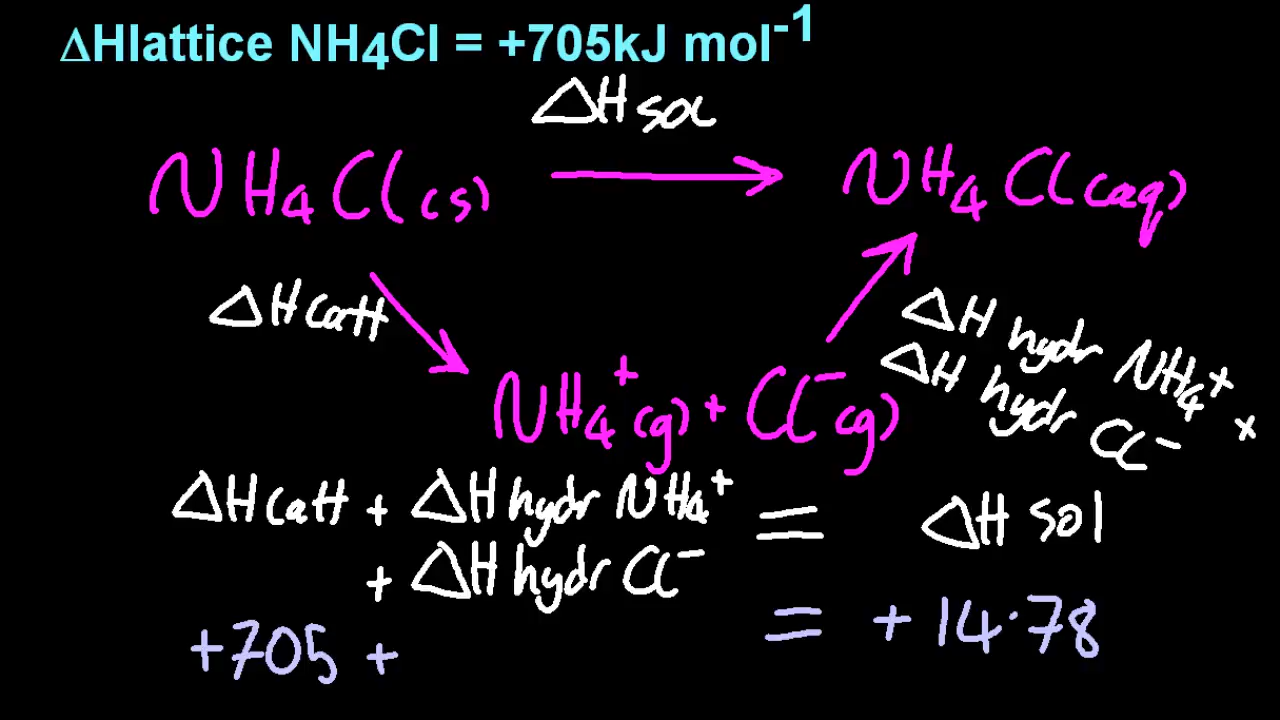 ΔHlattice NH4Cl = +705kJ mol-1
ΔH sol
NH4Cl(s) NH4Cl(aq)
ΔH latt
ΔH hydr NH4+ +
ΔH hydr Cl-
NH4+(g) + Cl-(g)
ΔH latt + ΔH hydr NH4+ = ΔH sol
+ ΔH hydr Cl-
+705 + = +14.78